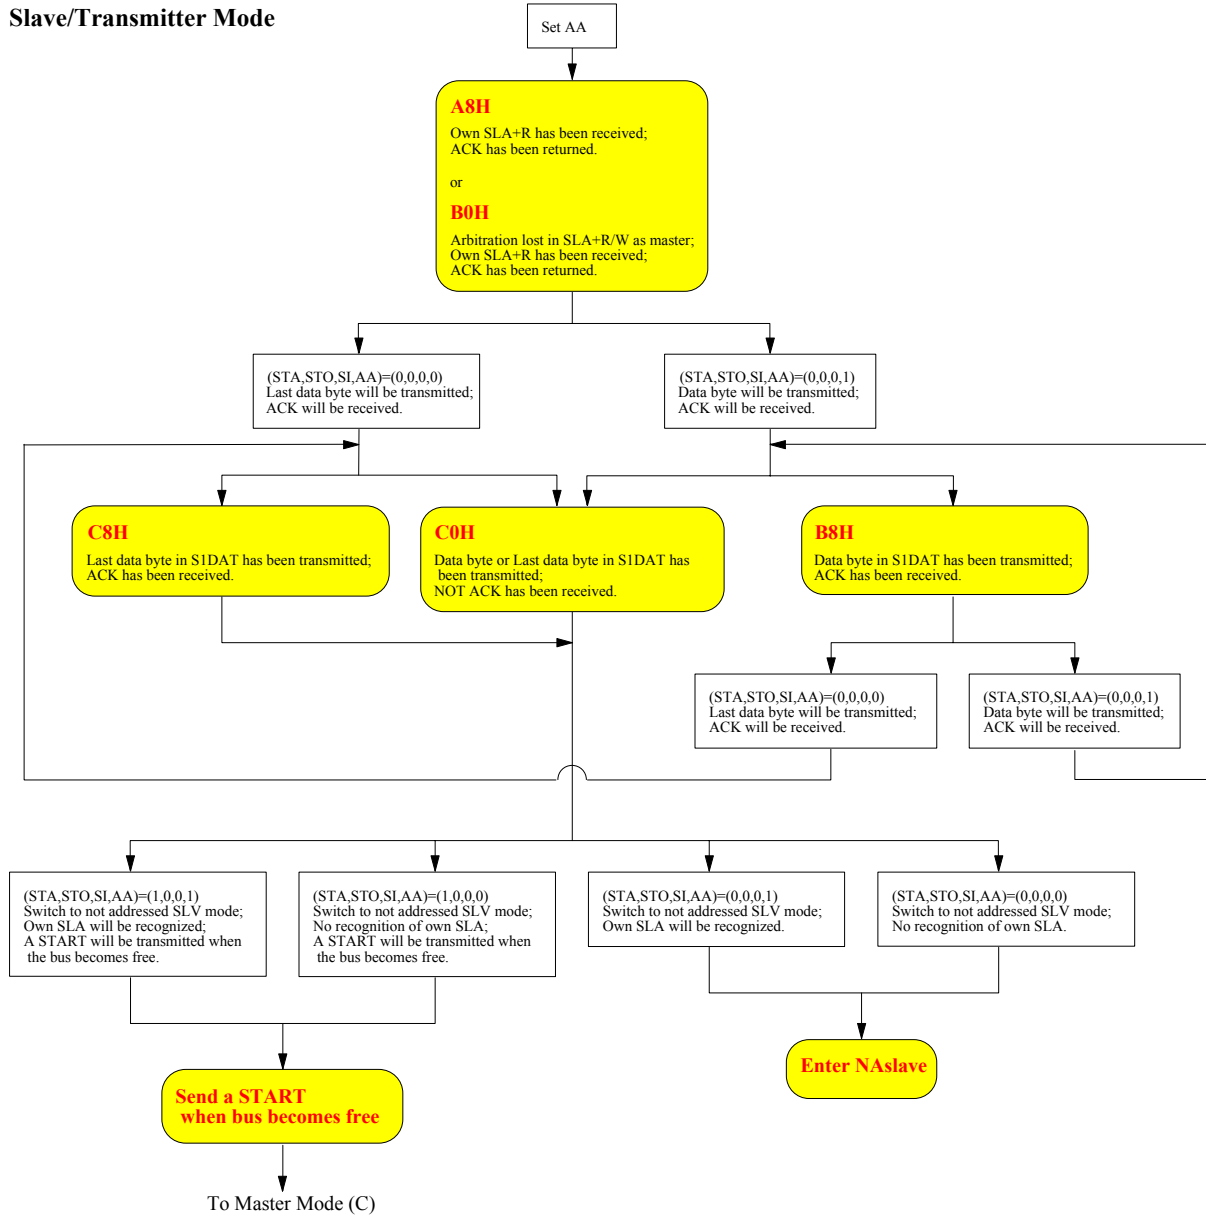 Slave/Transmitter Mode
Set AA
A8H
Own SLA+R has been received;
ACK has been returned.
or
B0H
Arbitration lost in SLA+R/W as master;
Own SLA+R has been received;
ACK has been returned.
(STA,STO,SI,AA)=(0,0,0,0)
Last data byte will be transmitted;
ACK will be received.
(STA,STO,SI,AA)=(0,0,0,1)
Data byte will be transmitted;
ACK will be received.
C8H
Last data byte in S1DAT has been transmitted;
ACK has been received.
C0H
Data byte or Last data byte in S1DAT has
been transmitted;
NOT ACK has been received.
B8H
Data byte in S1DAT has been transmitted;
ACK has been received.
(STA,STO,SI,AA)=(0,0,0,0)
Last data byte will be transmitted;
ACK will be received.
(STA,STO,SI,AA)=(0,0,0,1)
Data byte will be transmitted;
ACK will be received.
(STA,STO,SI,AA)=(1,0,0,1)
Switch to not addressed SLV mode;
Own SLA will be recognized;
A START will be transmitted when
the bus becomes free.
(STA,STO,SI,AA)=(1,0,0,0)
Switch to not addressed SLV mode;
No recognition of own SLA;
A START will be transmitted when
the bus becomes free.
(STA,STO,SI,AA)=(0,0,0,1)
Switch to not addressed SLV mode;
Own SLA will be recognized.
(STA,STO,SI,AA)=(0,0,0,0)
Switch to not addressed SLV mode;
No recognition of own SLA.
Enter NAslave
Send a START
when bus becomes free
To Master Mode (C)